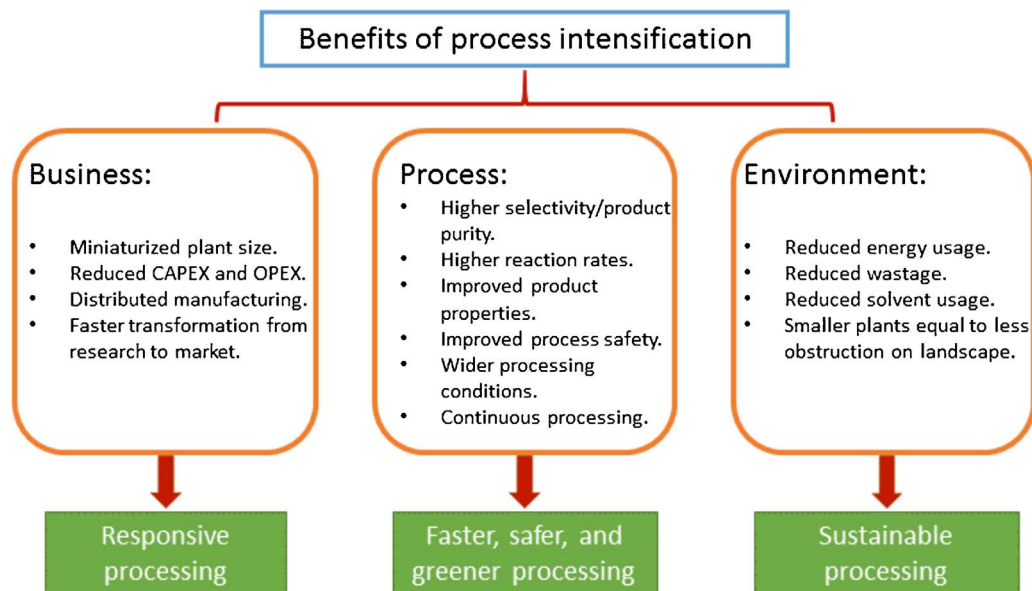 Benefits of process intensification
Business:
• Miniaturized plant size.
• Reduced CAPEX and OPEX.
• Distributed manufacturing.
• Faster transformation from
research to market.
Process:
• Higher selectivity/product
purity.
• Higher reaction rates.
• Improved product
properties.
• Improved process safety.
• Wider processing
conditions.
• Continuous processing.
Environment:
• Reduced energy usage.
• Reduced wastage.
• Reduced solvent usage.
• Smaller plants equal to less
obstruction on landscape.
Responsive
processing
Faster, safer, and
greener processing
Sustainable
processing